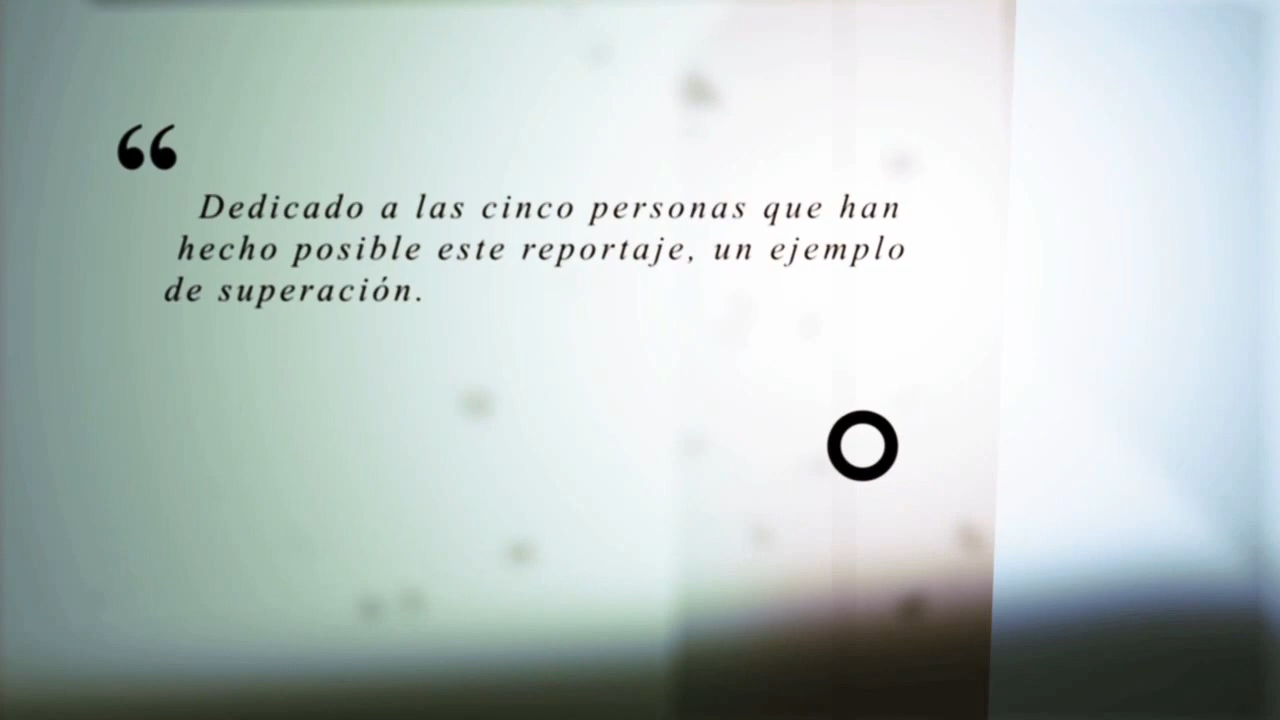 “
Dedicado a las cinco personas que han
hecho posible este reportaje, un ejemplo
de superación.